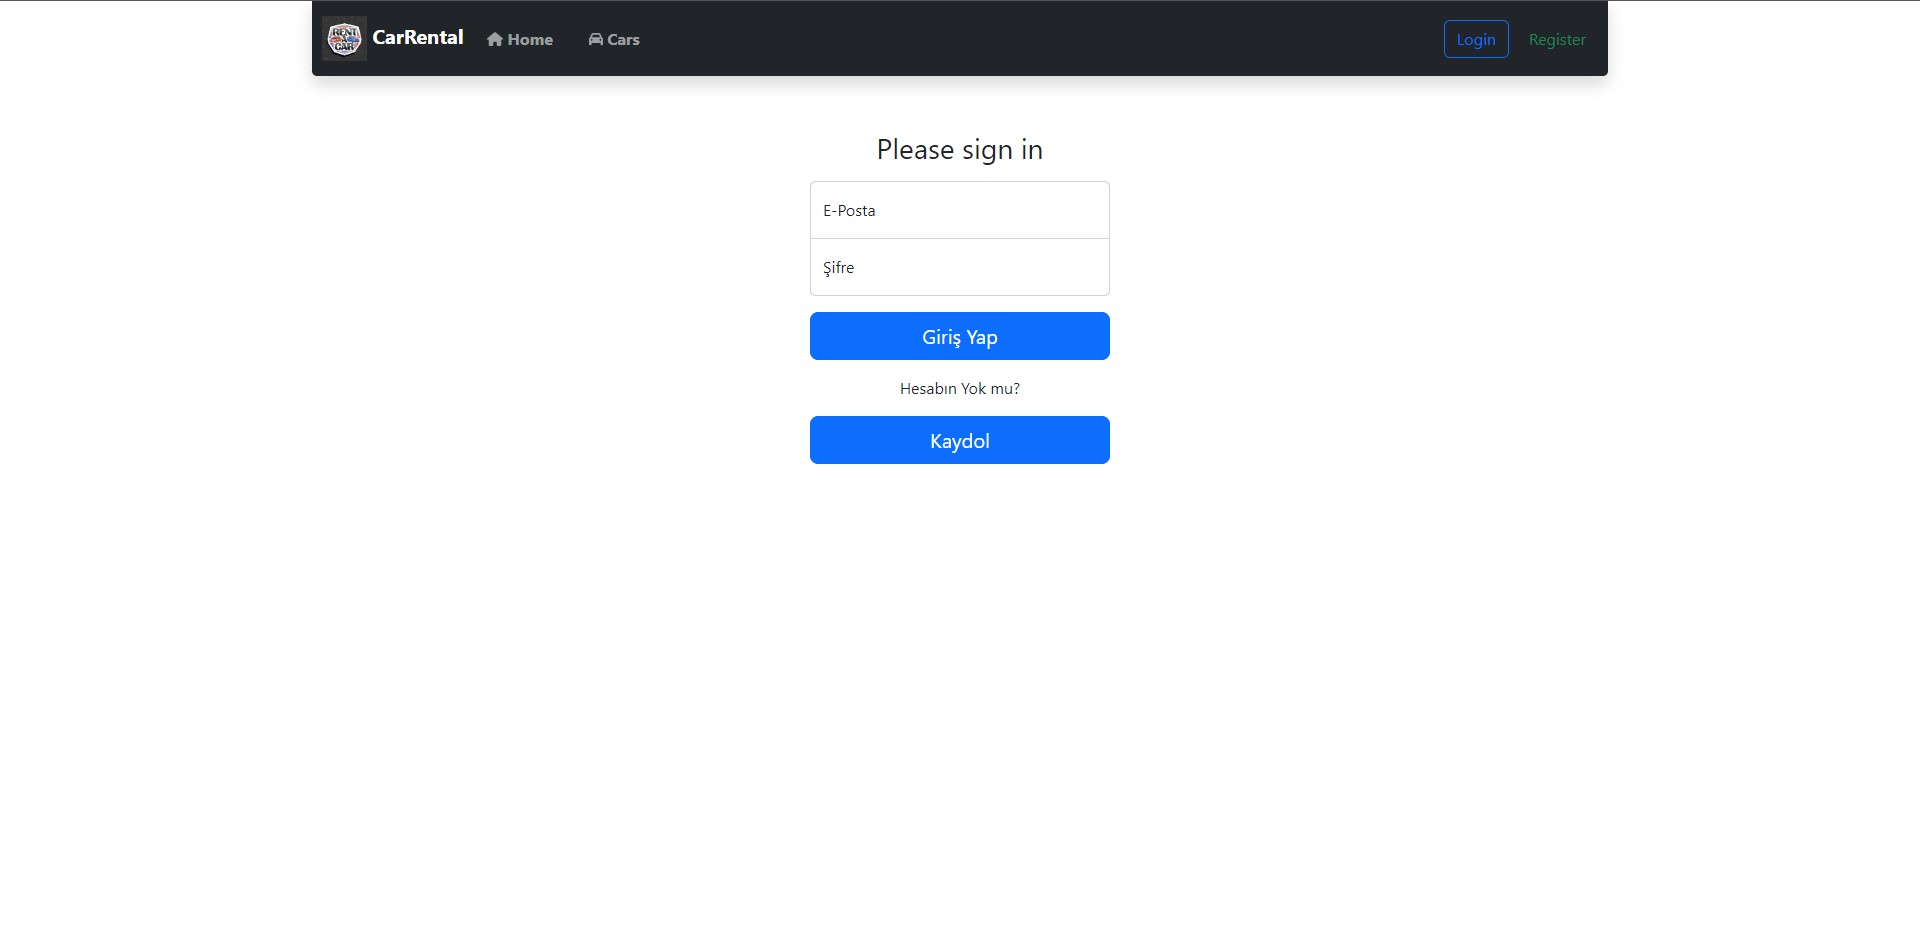 RENT
A
CAR
CarRental
Home
Cars
Login
Register
Please sign in
E-Posta
Şifre
Giriş Yap
Hesabın Yok mu?
Kaydol